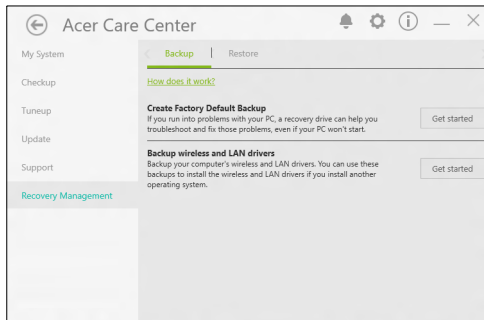 Acer Care Center
My System
Checkup
Tuneup
Update
Support
Recovery Management
Backup
Restore
How does it work?
Create Factory Default Backup
If you run into problems with your PC, a recovery drive can help you
troubleshoot and fix those problems, even if your PC won't start.
Get started
Backup wireless and LAN drivers
Backup your computer's wireless and LAN drivers. You can use these
backups to install the wireless and LAN drivers if you install another
operating system.
Get started